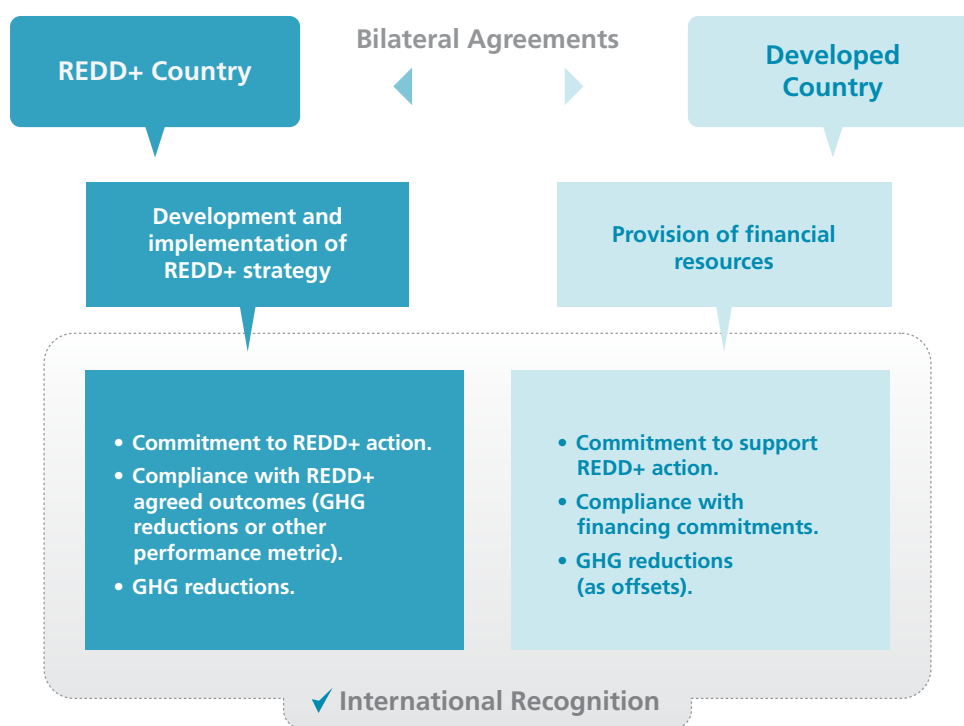 Bilateral Agreements
REDD+ Country
Developed
Country
Development and
implementation of
REDD+ strategy
Provision of financial
resources
• Commitment to REDD+ action.
• Compliance with REDD+
agreed outcomes (GHG
reductions or other
performance metric).
• GHG reductions.
• Commitment to support
REDD+ action.
• Compliance with
financing commitments.
• GHG reductions
(as offsets).
International Recognition